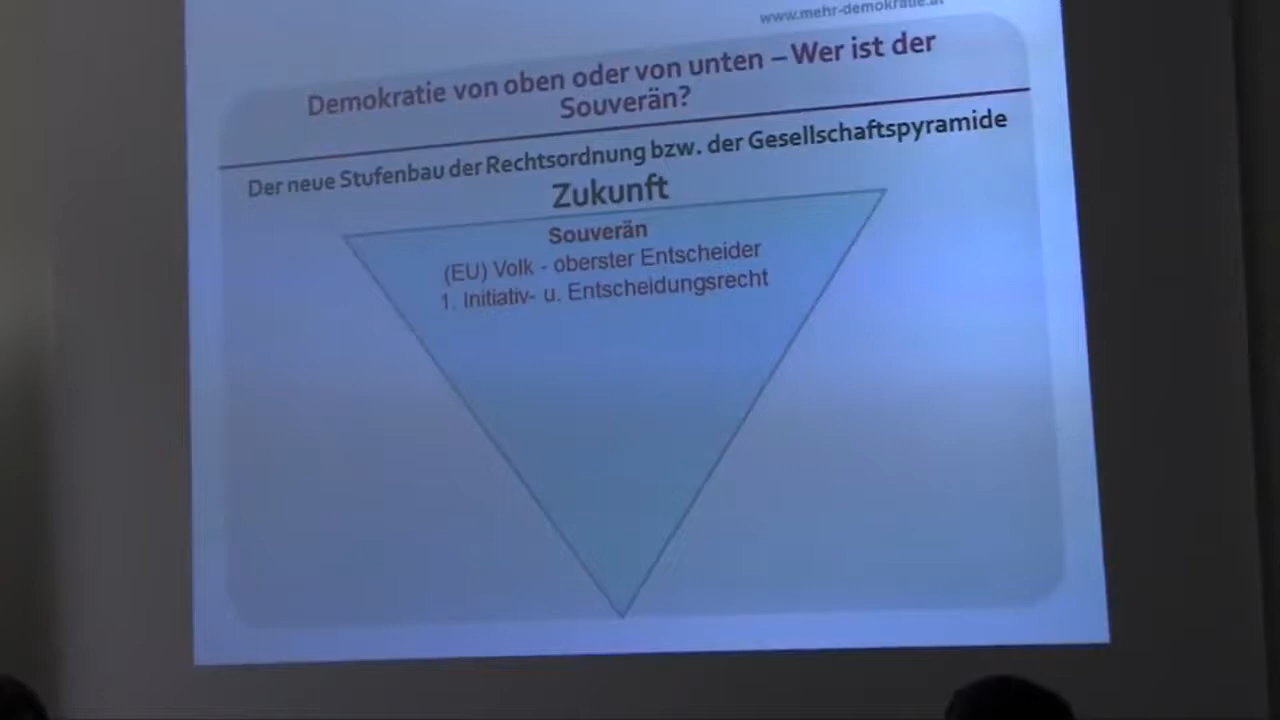 www.mehr-demokratie.at
Demokratie von oben oder von unten – Wer ist der
Souverän?
Der neue Stufenbau der Rechtsordnung bzw. der Gesellschaftspyramide
Zukunft
Souverän
(EU) Volk - oberster Entscheider
1. Initiativ- u. Entscheidungsrecht